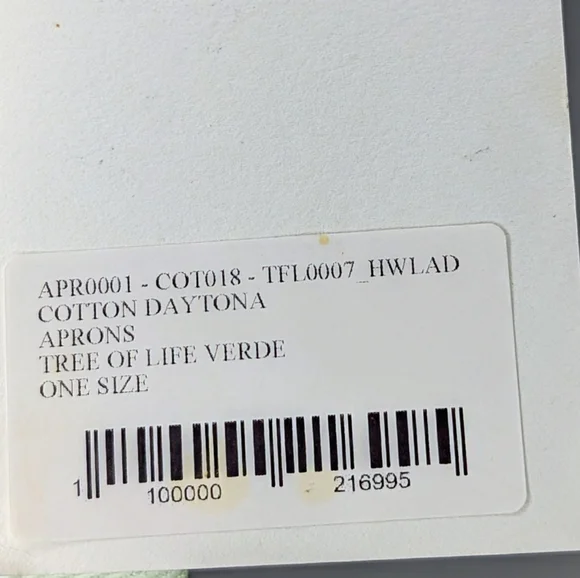 APR0001 - COT018 - TFL0007_HWLAD
COTTON DAYTONA
APRONS
TREE OF LIFE VERDE
ONE SIZE
1 100000 216995